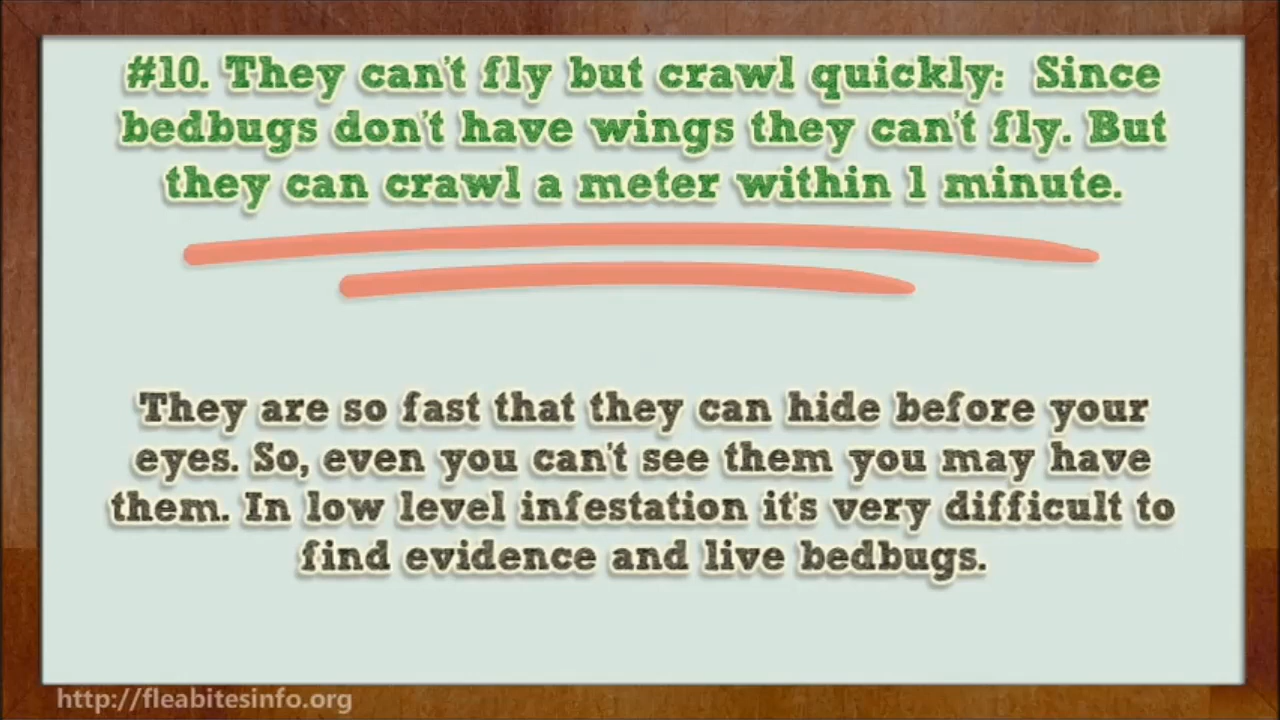 #10. They can't fly but crawl quickly: Since
bedbugs don't have wings they can't fly. But
they can crawl a meter within 1 minute.
They are so fast that they can hide before your
eyes. So, even you can't see them you may have
them. In low level infestation it's very difficult to
find evidence and live bedbugs.
http://fleabitesinfo.org